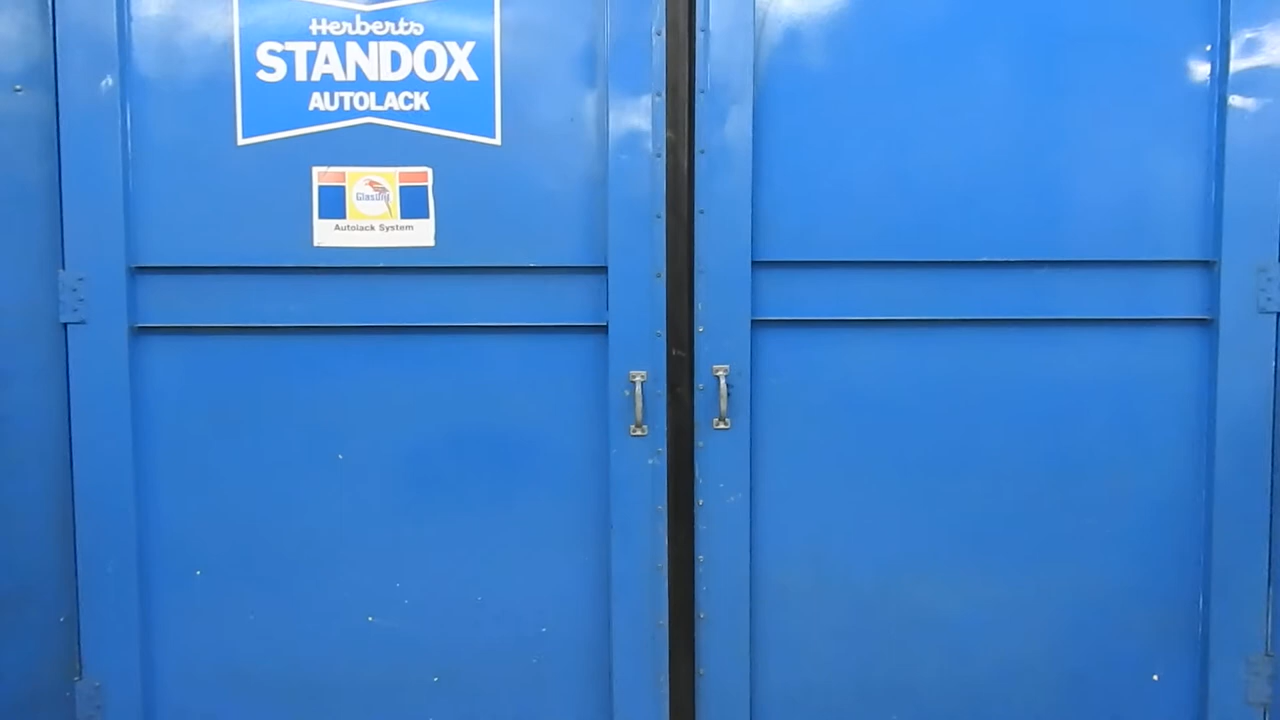 Herberts
STANDOX
AUTOLACK
Glasurit
Autolack System